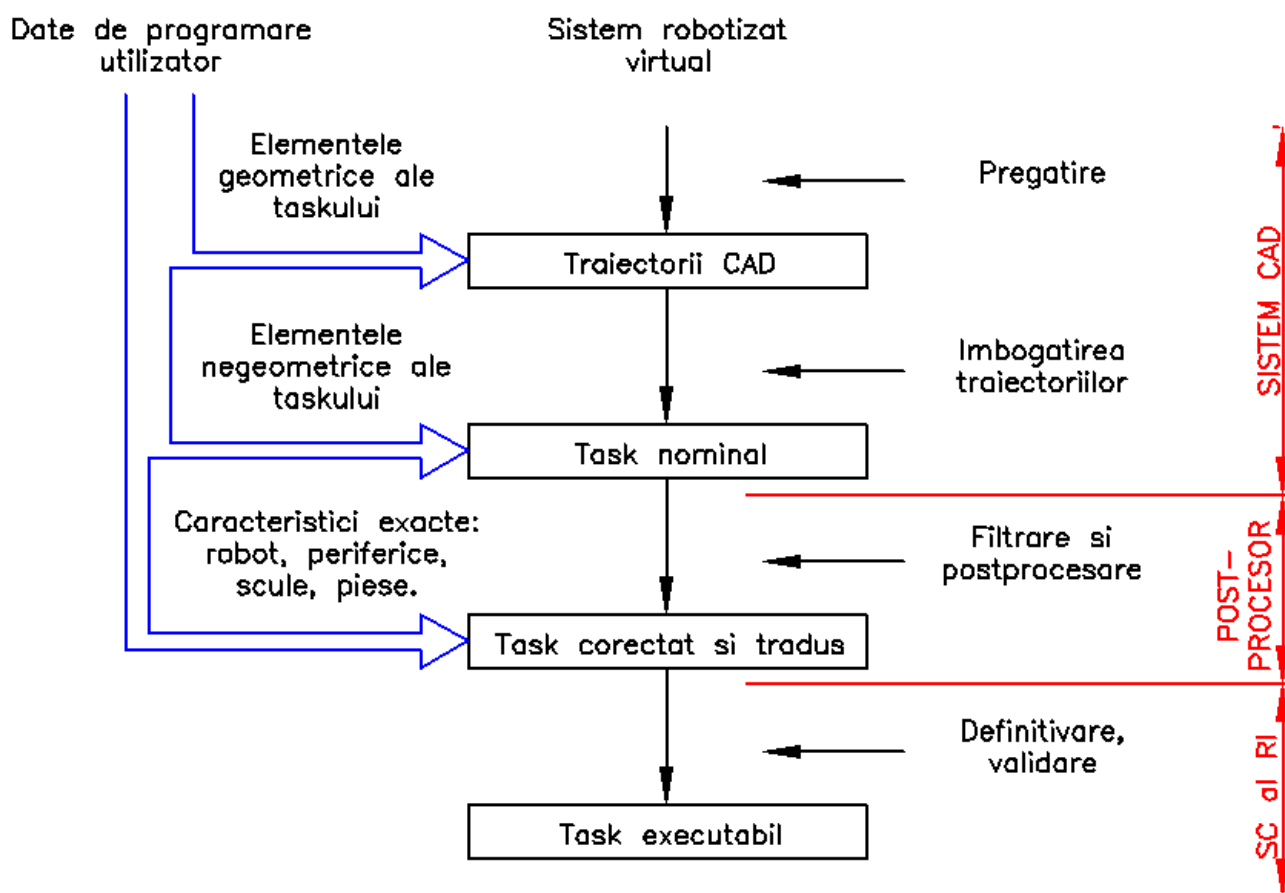 Date de programare
utilizator
Sistem robotizat
virtual
Elementele
geometrice ale
taskului
Pregatire
Traiectorii CAD
Elementele
negeometrice ale
taskului
Imbogatirea
traiectoriilor
Task nominal
Caracteristici exacte:
robot, periferice,
scule, piese.
Filtrare si
postprocesare
Task corectat si tradus
Definitivare,
validare
Task executabil
SISTEM CAD
POST-
PROCESOR
SC al RI